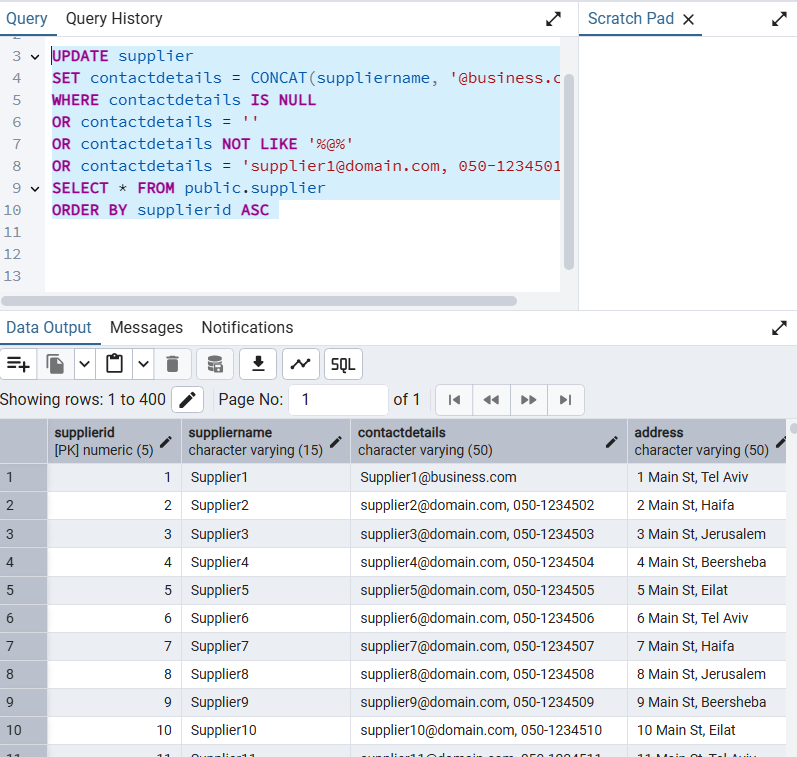 Query Query History Scratch Pad
3 UPDATE supplier
4 SET contactdetails = CONCAT(suppliername, '@business.c
5 WHERE contactdetails IS NULL
6 OR contactdetails = ''
7 OR contactdetails NOT LIKE '%@%'
8 OR contactdetails = 'supplier1@domain.com, 050-1234501
9 SELECT * FROM public.supplier
10 ORDER BY supplierid ASC
11
12
13
Data Output Messages Notifications
SQL
Showing rows: 1 to 400 Page No: 1 of 1
supplierid suppliername contactdetails address
[PK] numeric (5) character varying (15) character varying (50) character varying (50)
1 1 Supplier1 Supplier1@business.com 1 Main St, Tel Aviv
2 2 Supplier2 supplier2@domain.com, 050-1234502 2 Main St, Haifa
3 3 Supplier3 supplier3@domain.com, 050-1234503 3 Main St, Jerusalem
4 4 Supplier4 supplier4@domain.com, 050-1234504 4 Main St, Beersheba
5 5 Supplier5 supplier5@domain.com, 050-1234505 5 Main St, Eilat
6 6 Supplier6 supplier6@domain.com, 050-1234506 6 Main St, Tel Aviv
7 7 Supplier7 supplier7@domain.com, 050-1234507 7 Main St, Haifa
8 8 Supplier8 supplier8@domain.com, 050-1234508 8 Main St, Jerusalem
9 9 Supplier9 supplier9@domain.com, 050-1234509 9 Main St, Beersheba
10 10 Supplier10 supplier10@domain.com, 050-1234510 10 Main St, Eilat